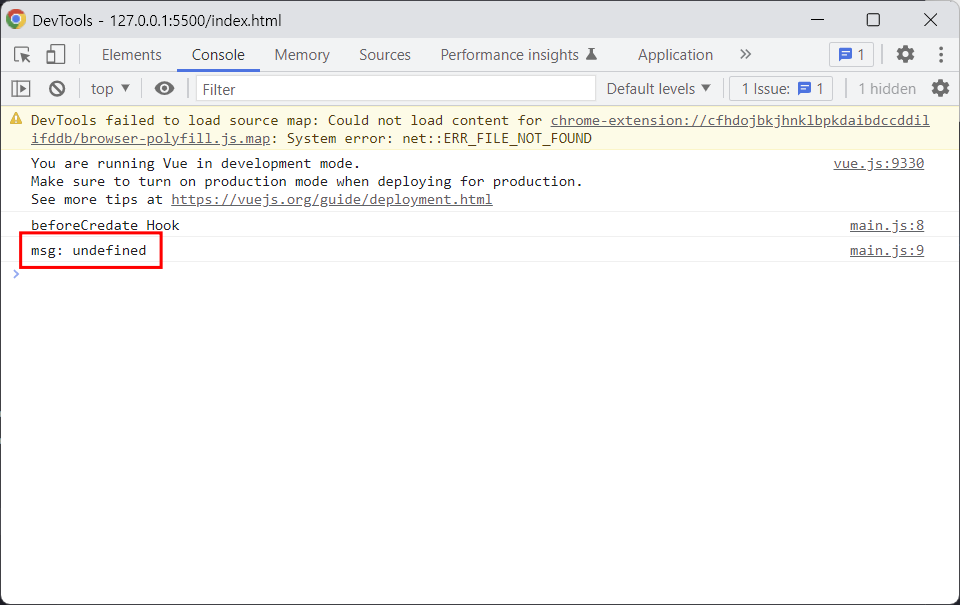 DevTools - 127.0.0.1:5500/index.html
Elements Console Memory Sources Performance insights Application 1
top Filter Default levels 1 Issue: 1 1 hidden
DevTools failed to load source map: Could not load content for chrome-extension://cfhdojbkjhnklbpkdaibdccddil
ifddb/browser-polyfill.js.map: System error: net::ERR_FILE_NOT_FOUND
You are running Vue in development mode. vue.js:9330
Make sure to turn on production mode when deploying for production.
See more tips at https://vuejs.org/guide/deployment.html
beforeCredate Hook main.js:8
msg: undefined main.js:9